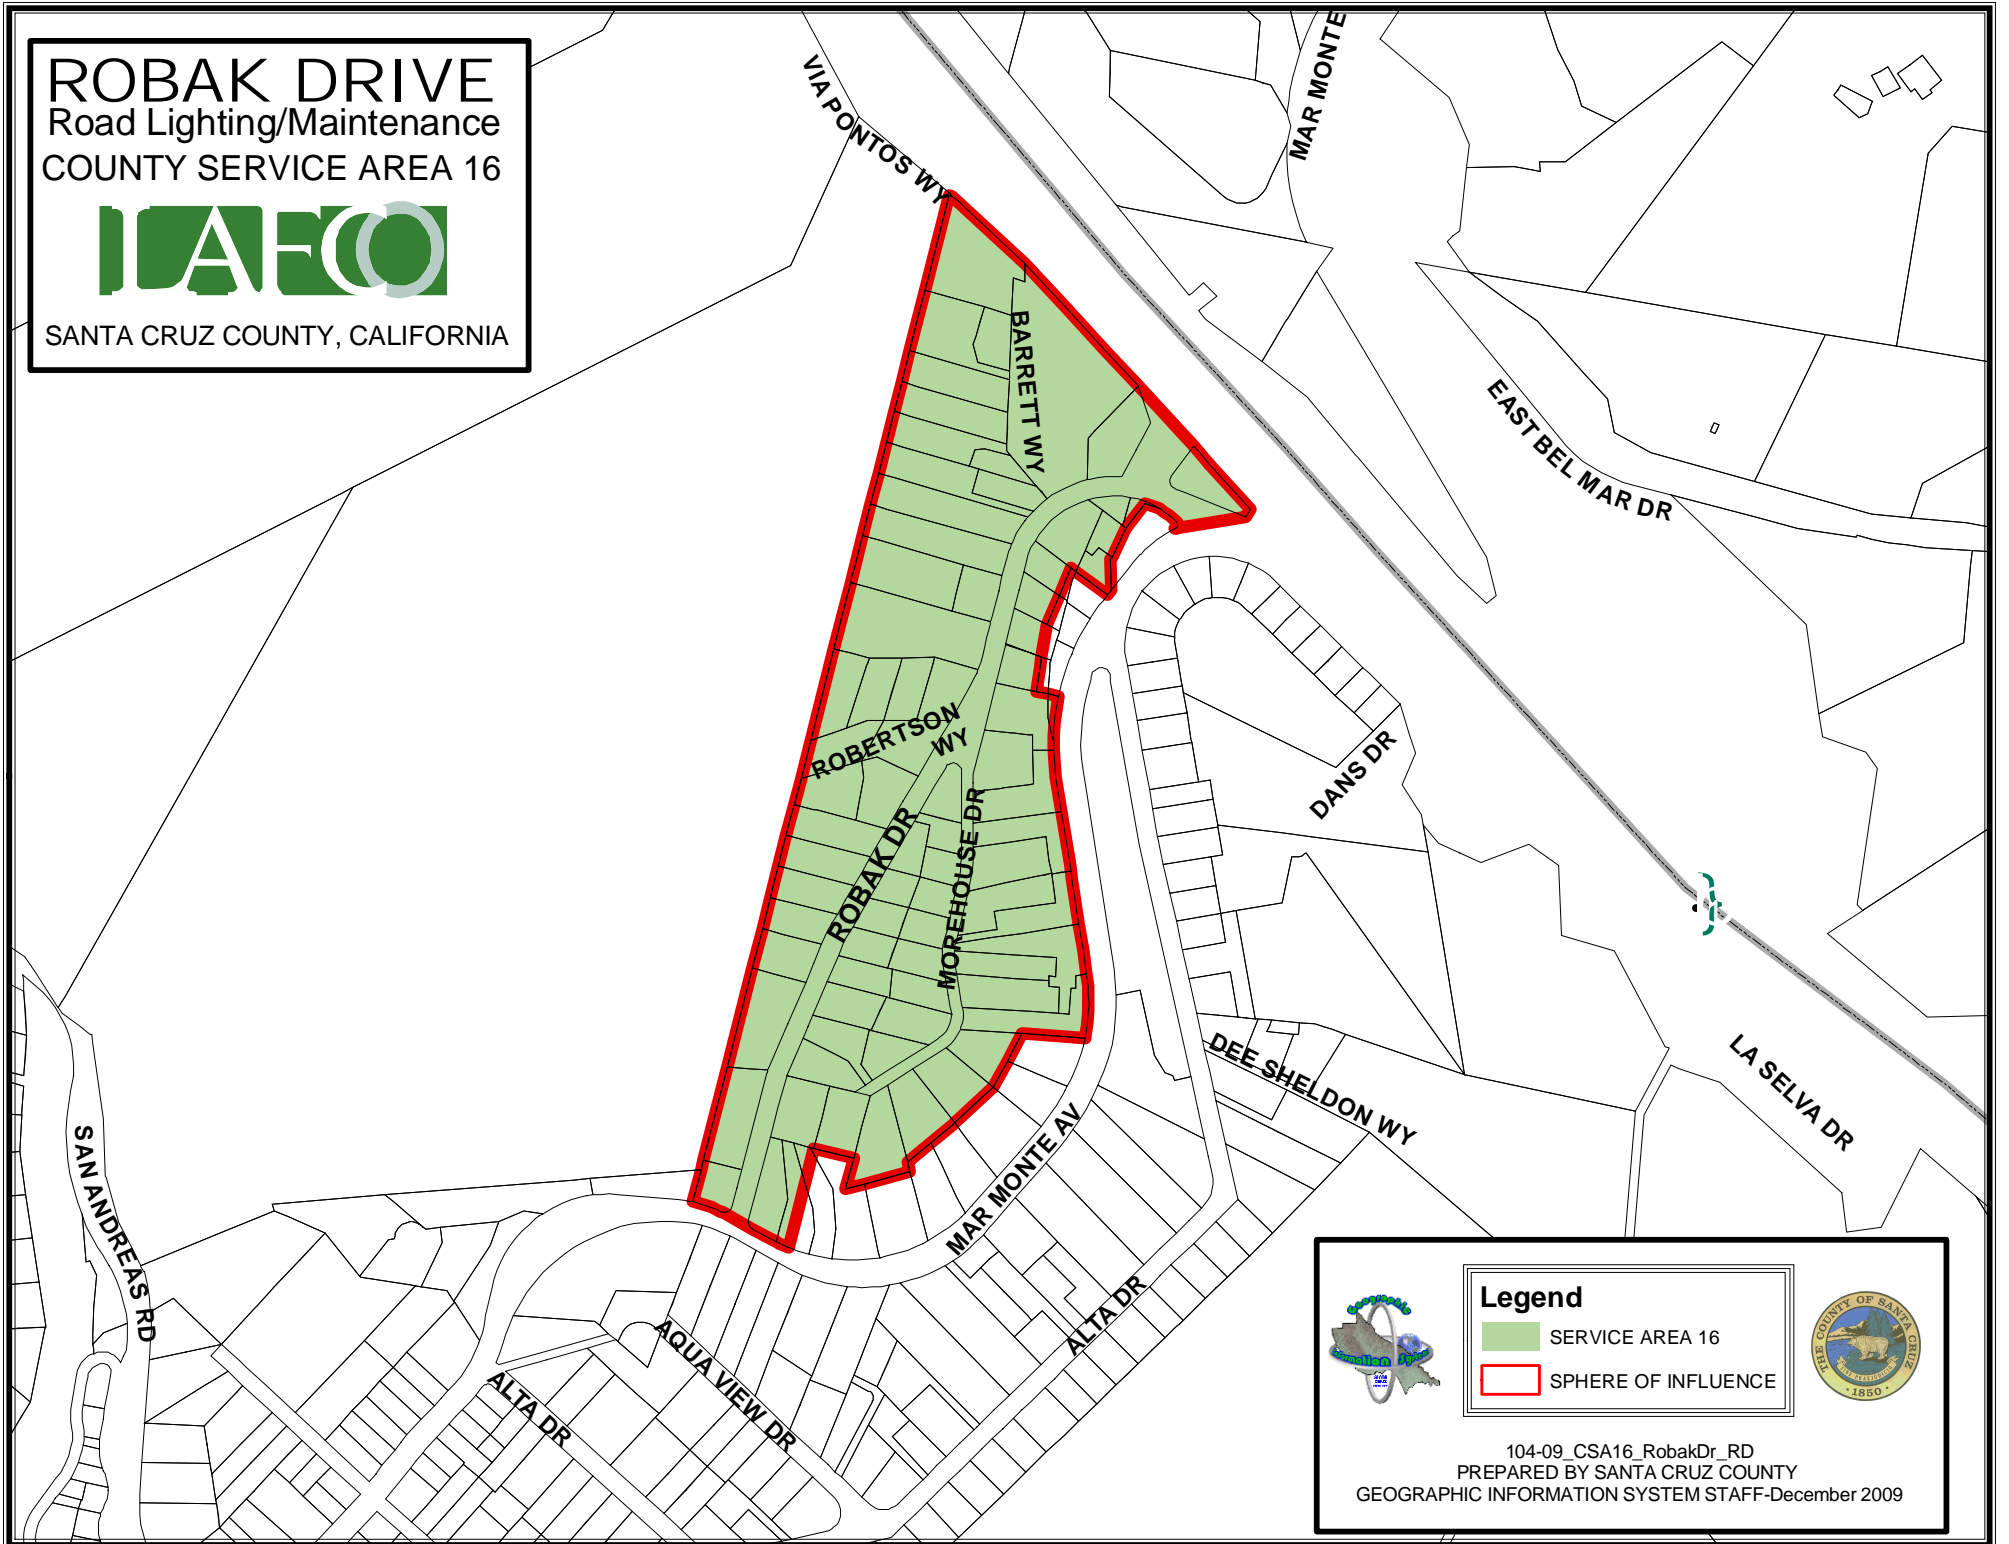 ROBAK DRIVE
Road Lighting/Maintenance
COUNTY SERVICE AREA 16
LAFCO
SANTA CRUZ COUNTY, CALIFORNIA
VIA PONTOS WY
MAR MONTE
BARRETT WY
EAST BEL MAR DR
ROBERTSON
WY
DANS DR
ROBAK DR
MOREHOUSE DR
DEE SHELDON WY
LA SELVA DR
SAN ANDREAS RD
MAR MONTE AV
ALTA DR
AQUA VIEW DR
ALTA DR
Legend
SERVICE AREA 16
SPHERE OF INFLUENCE
Geographic
Information System
THE COUNTY OF SANTA CRUZ
1850
104-09_CSA16_RobakDr_RD
PREPARED BY SANTA CRUZ COUNTY
GEOGRAPHIC INFORMATION SYSTEM STAFF-December 2009